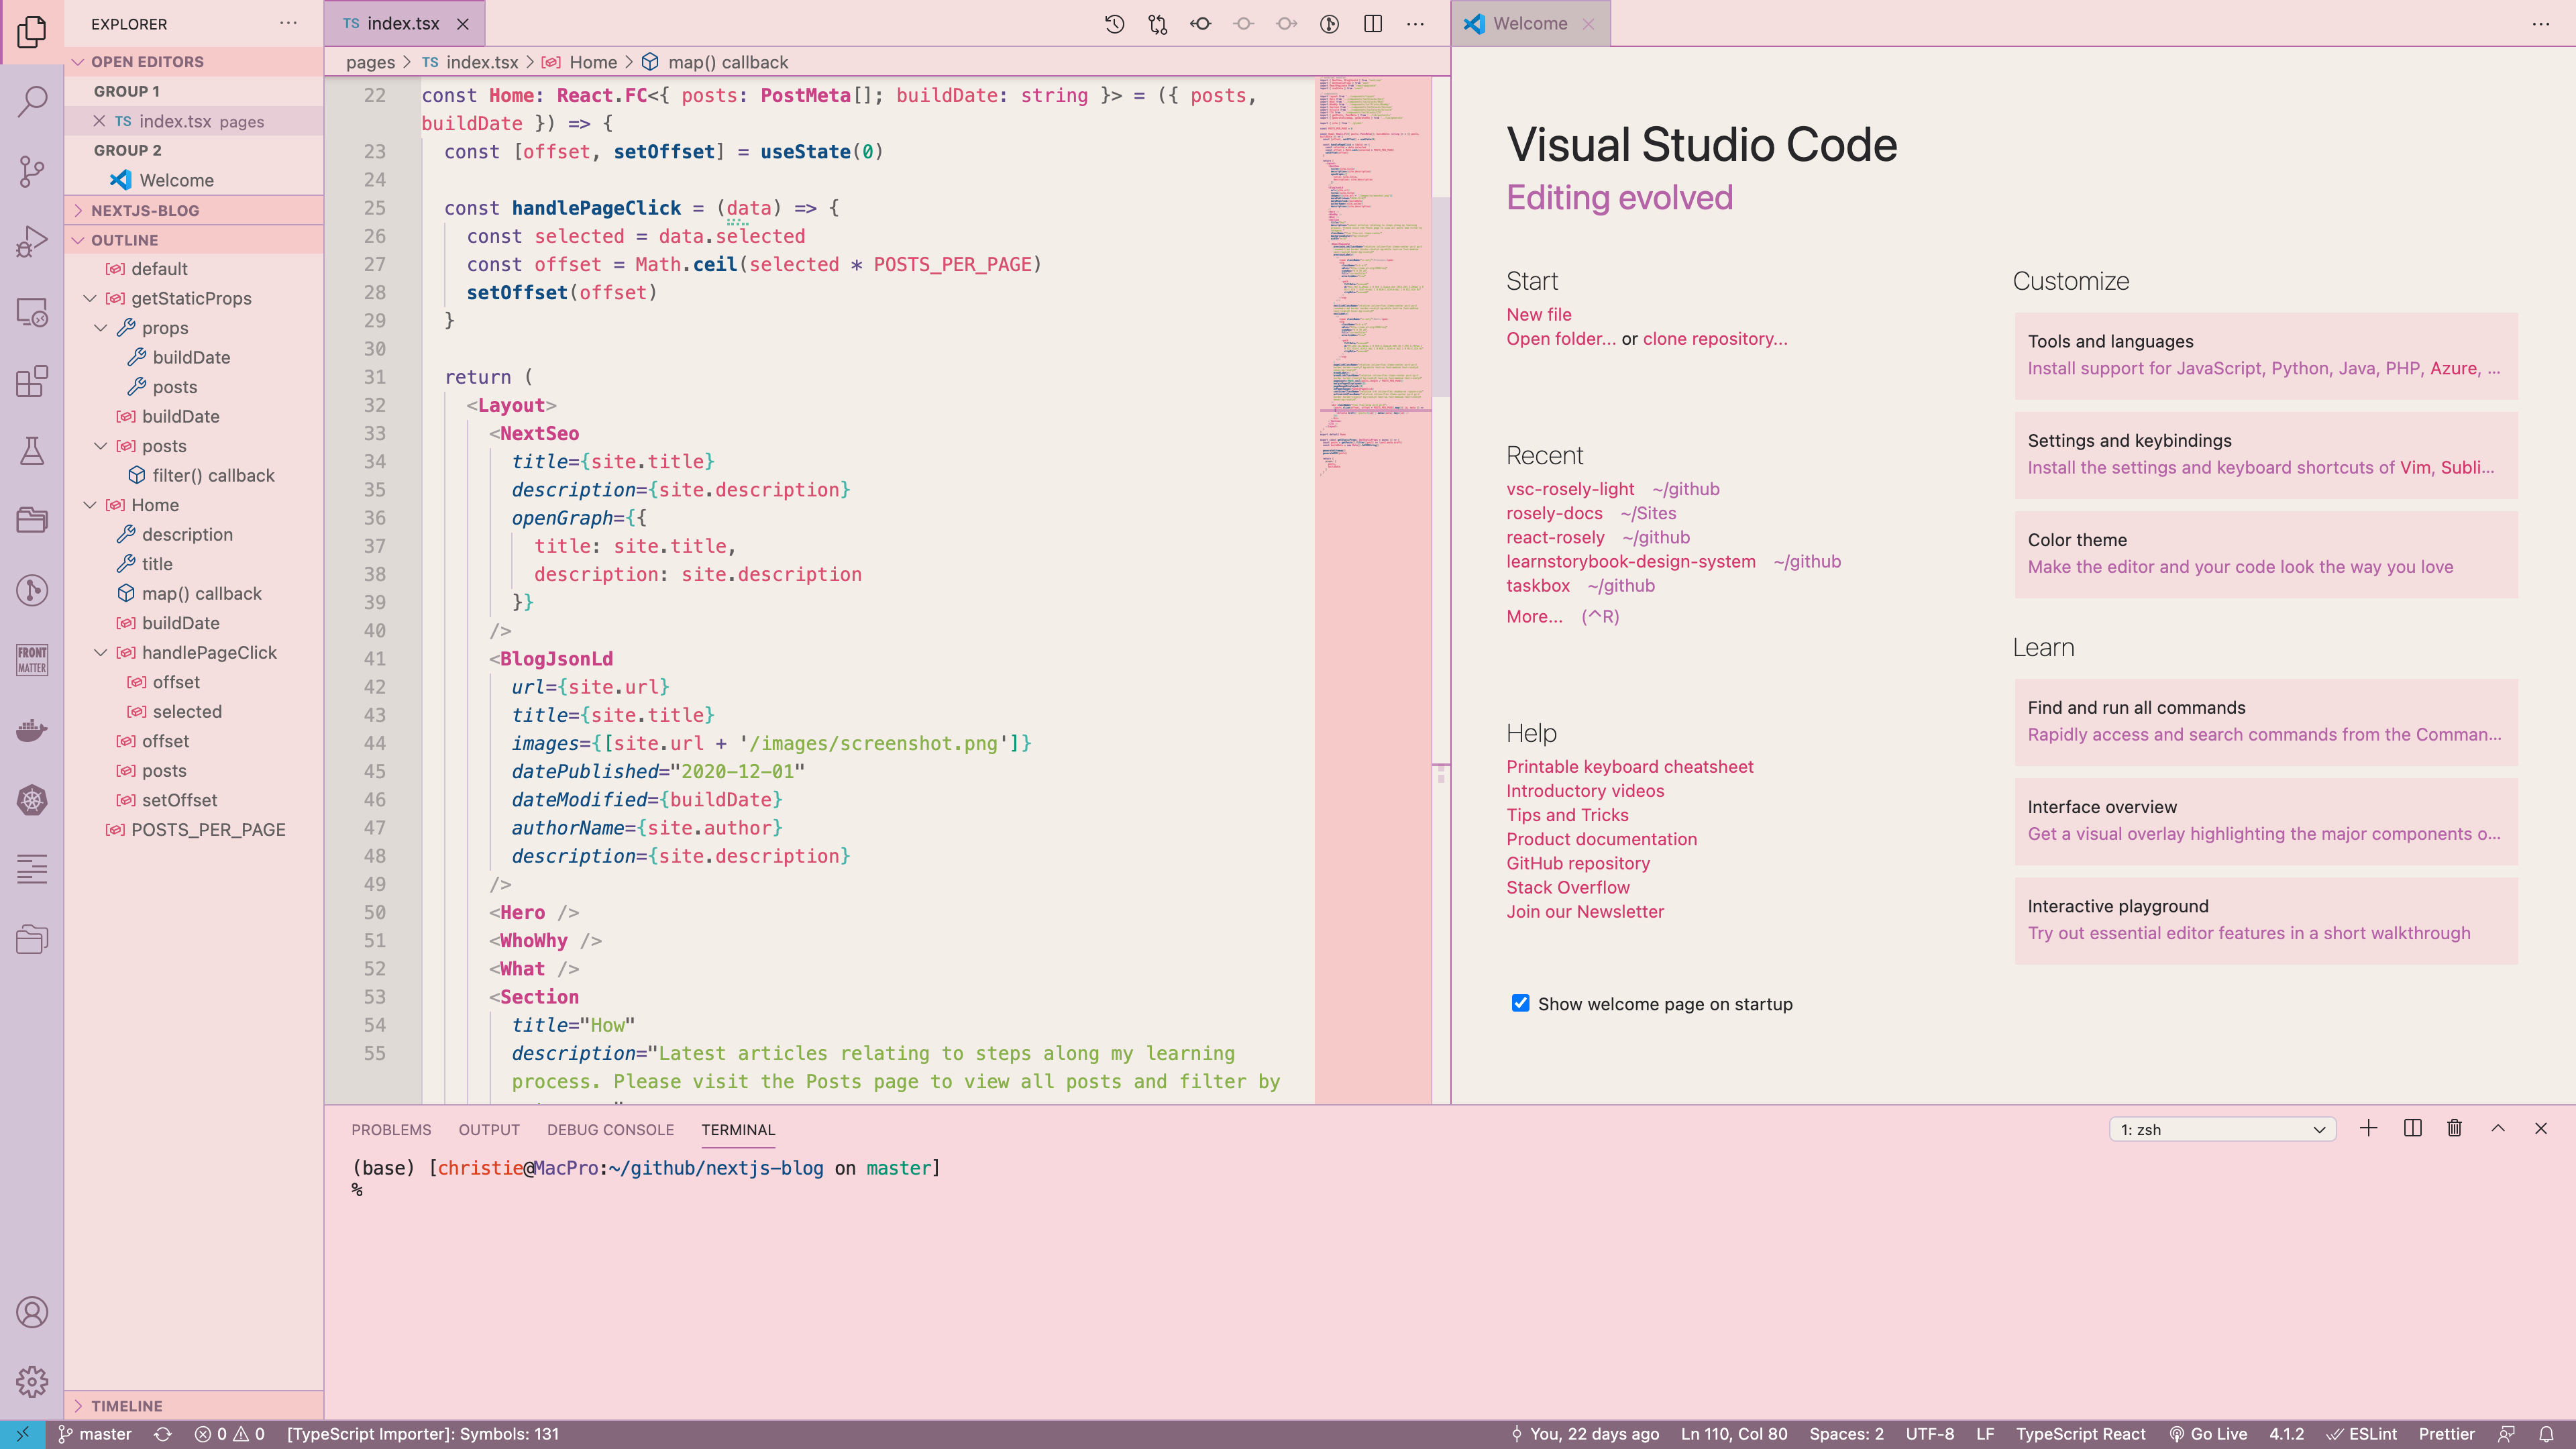 EXPLORER
OPEN EDITORS
GROUP 1
TS index.tsx pages
GROUP 2
Welcome
NEXTJS-BLOG
OUTLINE
default
getStaticProps
props
buildDate
posts
buildDate
posts
filter() callback
Home
description
title
map() callback
buildDate
handlePageClick
offset
selected
offset
posts
setOffset
POSTS_PER_PAGE
TIMELINE
FRONT
MATTER
TS index.tsx
pages > TS index.tsx > Home > map() callback
22 const Home: React.FC<{ posts: PostMeta[]; buildDate: string }> = ({ posts,
buildDate }) => {
23 const [offset, setOffset] = useState(0)
24
25 const handlePageClick = (data) => {
26 const selected = data.selected
27 const offset = Math.ceil(selected * POSTS_PER_PAGE)
28 setOffset(offset)
29 }
30
31 return (
32 <Layout>
33 <NextSeo
34 title={site.title}
35 description={site.description}
36 openGraph={{
37 title: site.title,
38 description: site.description
39 }}
40 />
41 <BlogJsonLd
42 url={site.url}
43 title={site.title}
44 images={[site.url + '/images/screenshot.png']}
45 datePublished="2020-12-01"
46 dateModified={buildDate}
47 authorName={site.author}
48 description={site.description}
49 />
50 <Hero />
51 <WhoWhy />
52 <What />
53 <Section
54 title="How"
55 description="Latest articles relating to steps along my learning
process. Please visit the Posts page to view all posts and filter by
Welcome
Visual Studio Code
Editing evolved
Start
New file
Open folder... or clone repository...
Recent
vsc-rosely-light ~/github
rosely-docs ~/Sites
react-rosely ~/github
learnstorybook-design-system ~/github
taskbox ~/github
More... (^R)
Help
Printable keyboard cheatsheet
Introductory videos
Tips and Tricks
Product documentation
GitHub repository
Stack Overflow
Join our Newsletter
Show welcome page on startup
Customize
Tools and languages
Install support for JavaScript, Python, Java, PHP, Azure, ...
Settings and keybindings
Install the settings and keyboard shortcuts of Vim, Subli...
Color theme
Make the editor and your code look the way you love
Learn
Find and run all commands
Rapidly access and search commands from the Comman...
Interface overview
Get a visual overlay highlighting the major components o...
Interactive playground
Try out essential editor features in a short walkthrough
PROBLEMS OUTPUT DEBUG CONSOLE TERMINAL
1: zsh
(base) [christie@MacPro:~/github/nextjs-blog on master]
%
master 0 0 [TypeScript Importer]: Symbols: 131
You, 22 days ago Ln 110, Col 80 Spaces: 2 UTF-8 LF TypeScript React Go Live 4.1.2 ESLint Prettier